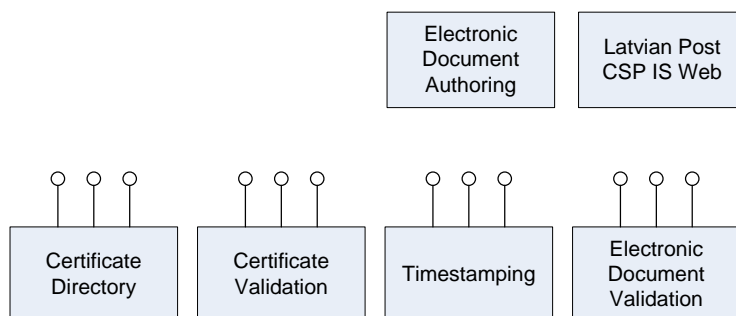 Electronic
Document
Authoring
Latvian Post
CSP IS Web
Certificate
Directory
Certificate
Validation
Timestamping
Electronic
Document
Validation